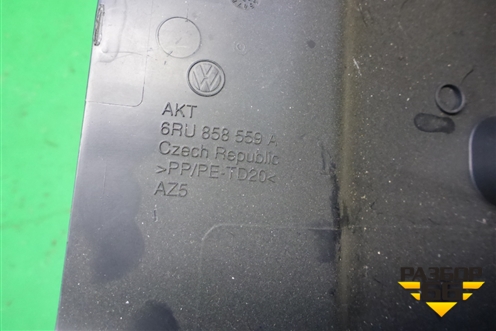 AKT
6RU 858 559 A
Czech Republic
>PP/PE-TD20<
AZ5
РАЗБОР